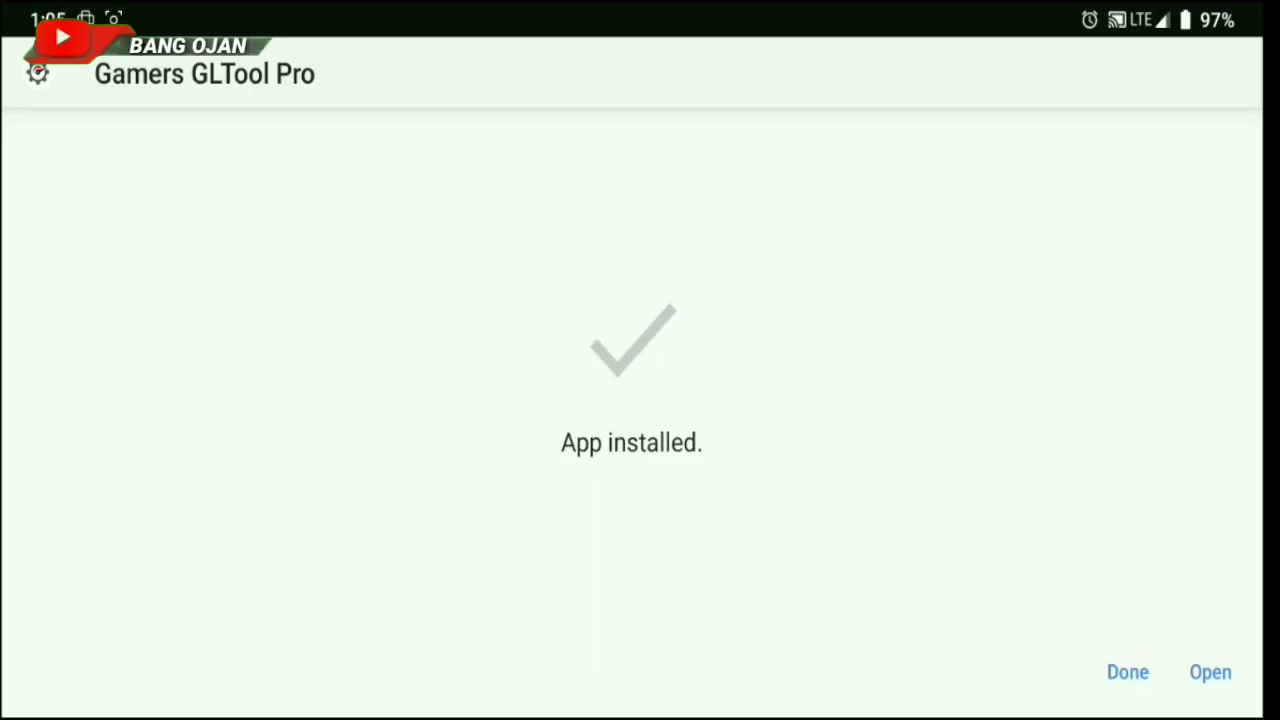 LTE 97%
BANG OJAN
Gamers GLTool Pro
App installed.
Done Open